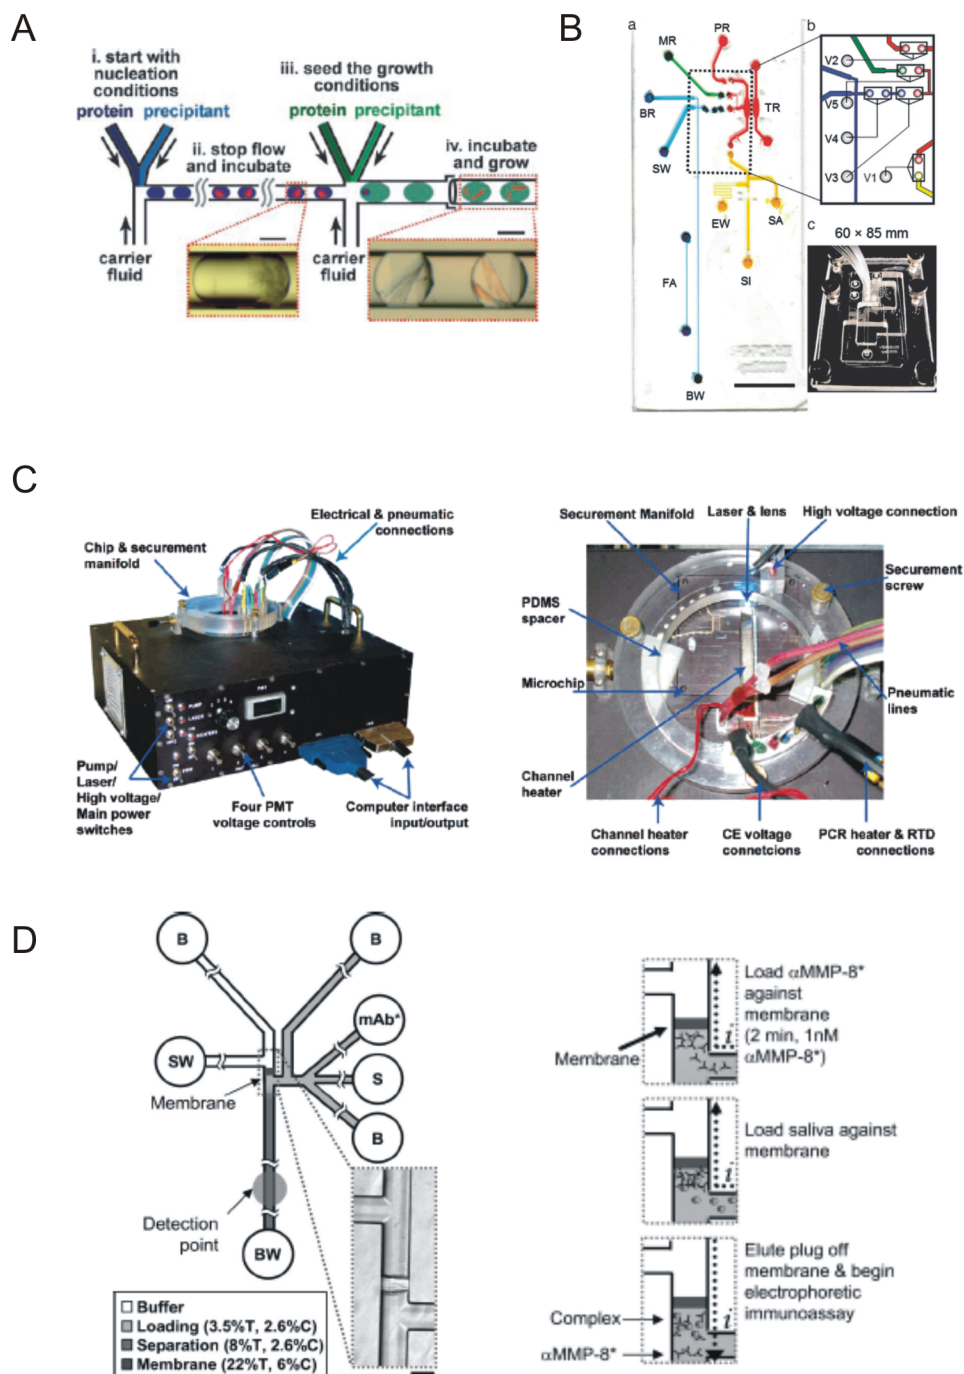 A
i. start with
nucleation
conditions
protein precipitant
ii. stop flow
and incubate
iii. seed the growth
conditions
protein precipitant
iv. incubate
and grow
carrier
fluid
carrier
fluid
B
a
PR
MR
BR
TR
SW
EW
SA
SI
FA
BW
b
V2
V5
V4
V3
V1
c
60 × 85 mm
C
Electrical & pneumatic
connections
Chip & securement
manifold
PUMP
LASER
Pump/
Laser/
High voltage/
Main power
switches
Four PMT
voltage controls
Computer interface
input/output
Securement Manifold
Laser & lens
High voltage connection
Securement
screw
PDMS
spacer
Microchip
Pneumatic
lines
Channel
heater
Channel heater
connections
CE voltage
connetcions
PCR heater & RTD
connections
D
B
B
mAb*
SW
S
Membrane
B
Detection
point
BW
Buffer
Loading (3.5%T, 2.6%C)
Separation (8%T, 2.6%C)
Membrane (22%T, 6%C)
Load αMMP-8*
against
membrane
(2 min, 1nM
αMMP-8*)
i
Membrane
Load saliva against
membrane
i
Elute plug off
membrane & begin
electrophoretic
immunoassay
i
Complex
αMMP-8*